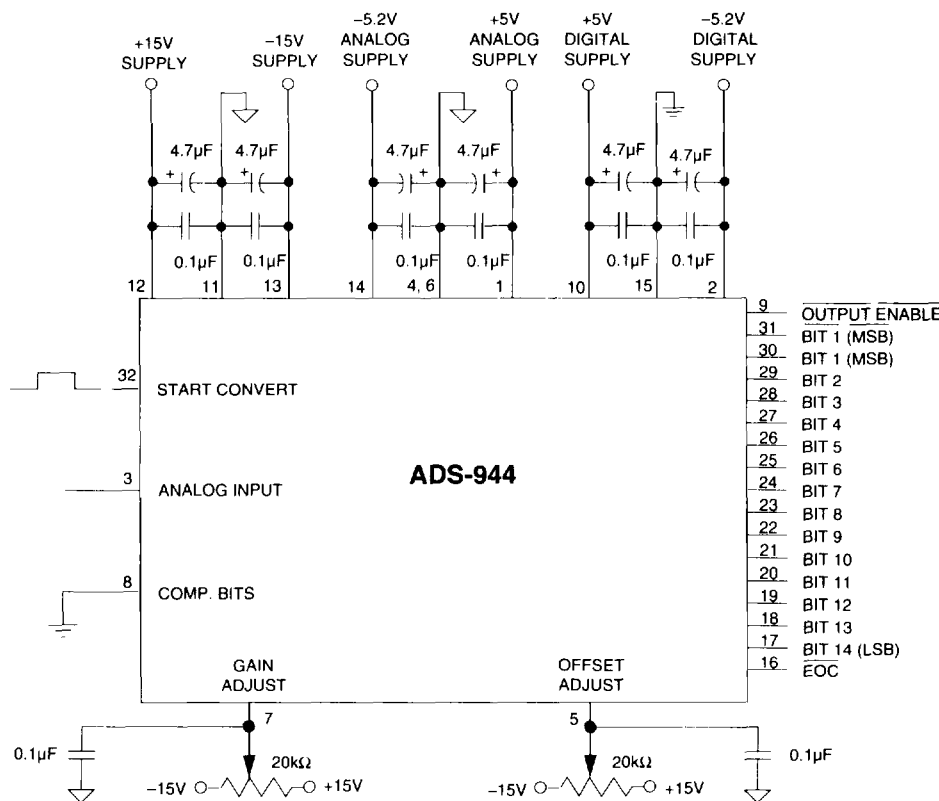 +15V
SUPPLY
−15V
SUPPLY
−5.2V
ANALOG
SUPPLY
+5V
ANALOG
SUPPLY
+5V
DIGITAL
SUPPLY
−5.2V
DIGITAL
SUPPLY
4.7µF 4.7µF 4.7µF 4.7µF 4.7µF 4.7µF
+ + + + + +
0.1µF 0.1µF 0.1µF 0.1µF 0.1µF 0.1µF
12 11 13 14 4, 6 1 10 15 2
9 OUTPUT ENABLE
31 BIT 1 (MSB)
30 BIT 1 (MSB)
29 BIT 2
28 BIT 3
27 BIT 4
26 BIT 5
25 BIT 6
24 BIT 7
23 BIT 8
22 BIT 9
21 BIT 10
20 BIT 11
19 BIT 12
18 BIT 13
17 BIT 14 (LSB)
16 EOC
32 START CONVERT
3 ANALOG INPUT
ADS-944
8 COMP. BITS
GAIN
ADJUST
OFFSET
ADJUST
7 5
0.1µF 20kΩ 20kΩ 0.1µF
−15V +15V −15V +15V